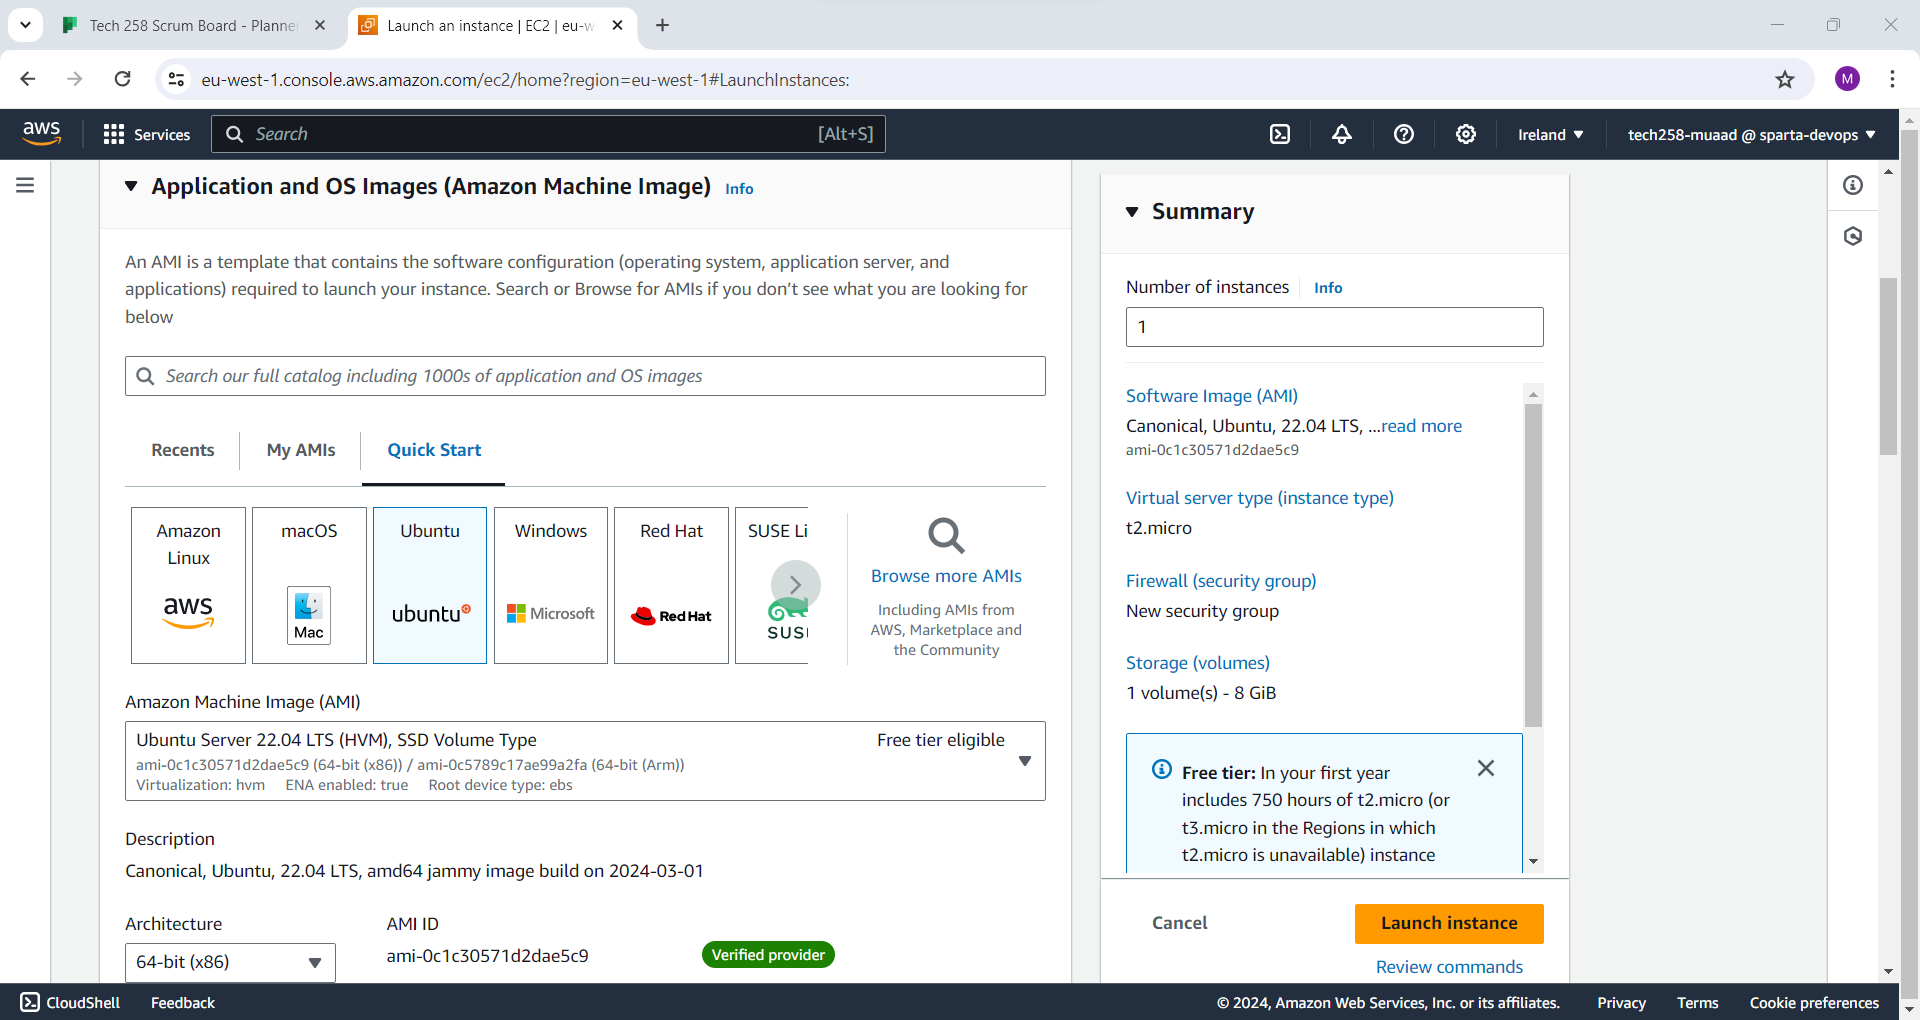 Tech 258 Scrum Board - Planner
Launch an instance | EC2 | eu-w
eu-west-1.console.aws.amazon.com/ec2/home?region=eu-west-1#LaunchInstances:
M
aws
Services
Search
[Alt+S]
Ireland
tech258-muaad @ sparta-devops
Application and OS Images (Amazon Machine Image) Info
An AMI is a template that contains the software configuration (operating system, application server, and
applications) required to launch your instance. Search or Browse for AMIs if you don’t see what you are looking for
below
Search our full catalog including 1000s of application and OS images
Recents
My AMIs
Quick Start
Amazon
Linux
aws
macOS
Mac
Ubuntu
ubuntu
Windows
Microsoft
Red Hat
Red Hat
SUSE Li
SUS
Browse more AMIs
Including AMIs from
AWS, Marketplace and
the Community
Amazon Machine Image (AMI)
Ubuntu Server 22.04 LTS (HVM), SSD Volume Type
Free tier eligible
ami-0c1c30571d2dae5c9 (64-bit (x86)) / ami-0c5789c17ae99a2fa (64-bit (Arm))
Virtualization: hvm ENA enabled: true Root device type: ebs
Description
Canonical, Ubuntu, 22.04 LTS, amd64 jammy image build on 2024-03-01
Architecture
64-bit (x86)
AMI ID
ami-0c1c30571d2dae5c9
Verified provider
Summary
Number of instances Info
1
Software Image (AMI)
Canonical, Ubuntu, 22.04 LTS, ...read more
ami-0c1c30571d2dae5c9
Virtual server type (instance type)
t2.micro
Firewall (security group)
New security group
Storage (volumes)
1 volume(s) - 8 GiB
Free tier: In your first year
includes 750 hours of t2.micro (or
t3.micro in the Regions in which
t2.micro is unavailable) instance
Cancel
Launch instance
Review commands
CloudShell
Feedback
© 2024, Amazon Web Services, Inc. or its affiliates.
Privacy
Terms
Cookie preferences